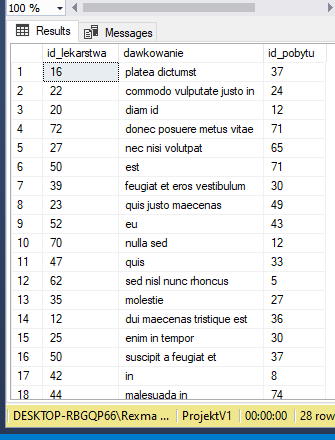 100 %
Results Messages
id_lekarstwa dawkowanie id_pobytu
1 16 platea dictumst 37
2 22 commodo vulputate justo in 24
3 20 diam id 12
4 72 donec posuere metus vitae 71
5 27 nec nisi volutpat 65
6 50 est 71
7 39 feugiat et eros vestibulum 30
8 23 quis justo maecenas 49
9 52 eu 43
10 70 nulla sed 12
11 47 quis 33
12 62 sed nisl nunc rhoncus 5
13 35 molestie 27
14 12 dui maecenas tristique est 36
15 25 enim in tempor 30
16 50 suscipit a feugiat et 37
17 42 in 8
18 44 malesuada in 74
DESKTOP-RBGQP66\Rexma ... ProjektV1 00:00:00 28 row